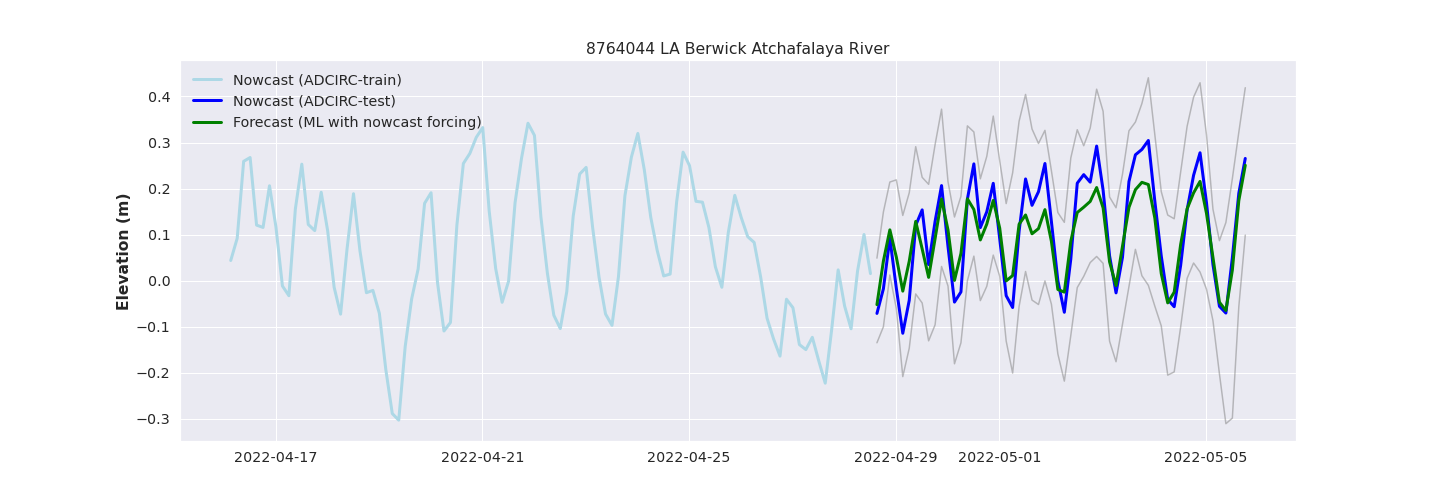 8764044 LA Berwick Atchafalaya River
Nowcast (ADCIRC-train)
Nowcast (ADCIRC-test)
Forecast (ML with nowcast forcing)
Elevation (m)
0.4
0.3
0.2
0.1
0.0
−0.1
−0.2
−0.3
2022-04-17 2022-04-21 2022-04-25 2022-04-29 2022-05-01 2022-05-05